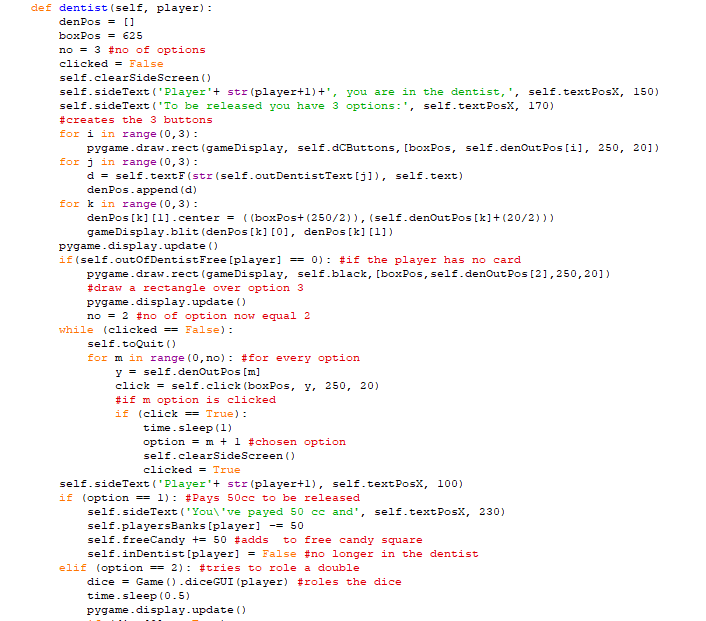 def dentist(self, player):
denPos = []
boxPos = 625
no = 3 #no of options
clicked = False
self.clearSideScreen()
self.sideText('Player'+ str(player+1)+', you are in the dentist,', self.textPosX, 150)
self.sideText('To be released you have 3 options:', self.textPosX, 170)
#creates the 3 buttons
for i in range(0,3):
pygame.draw.rect(gameDisplay, self.dCButtons,[boxPos, self.denOutPos[i], 250, 20])
for j in range(0,3):
d = self.textF(str(self.outDentistText[j]), self.text)
denPos.append(d)
for k in range(0,3):
denPos[k][1].center = ((boxPos+(250/2)),(self.denOutPos[k]+(20/2)))
gameDisplay.blit(denPos[k][0], denPos[k][1])
pygame.display.update()
if(self.outOfDentistFree[player] == 0): #if the player has no card
pygame.draw.rect(gameDisplay, self.black,[boxPos,self.denOutPos[2],250,20])
#draw a rectangle over option 3
pygame.display.update()
no = 2 #no of option now equal 2
while (clicked == False):
self.toQuit()
for m in range(0,no): #for every option
y = self.denOutPos[m]
click = self.click(boxPos, y, 250, 20)
#if m option is clicked
if (click == True):
time.sleep(1)
option = m + 1 #chosen option
self.clearSideScreen()
clicked = True
self.sideText('Player'+ str(player+1), self.textPosX, 100)
if (option == 1): #Pays 50cc to be released
self.sideText('You\'ve payed 50 cc and', self.textPosX, 230)
self.playersBanks[player] -= 50
self.freeCandy += 50 #adds  to free candy square
self.inDentist[player] = False #no longer in the dentist
elif (option == 2): #tries to role a double
dice = Game().diceGUI(player) #roles the dice
time.sleep(0.5)
pygame.display.update()